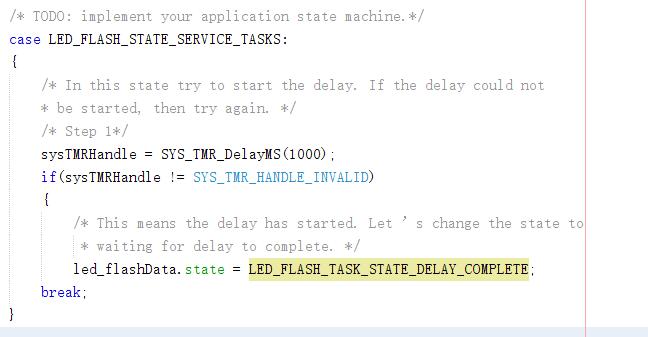 /* TODO: implement your application state machine.*/
case LED_FLASH_STATE_SERVICE_TASKS:
{
/* In this state try to start the delay. If the delay could not
* be started, then try again. */
/* Step 1*/
sysTMRHandle = SYS_TMR_DelayMS(1000);
if(sysTMRHandle != SYS_TMR_HANDLE_INVALID)
{
/* This means the delay has started. Let ’ s change the state to
* waiting for delay to complete. */
led_flashData.state = LED_FLASH_TASK_STATE_DELAY_COMPLETE;
break;
}